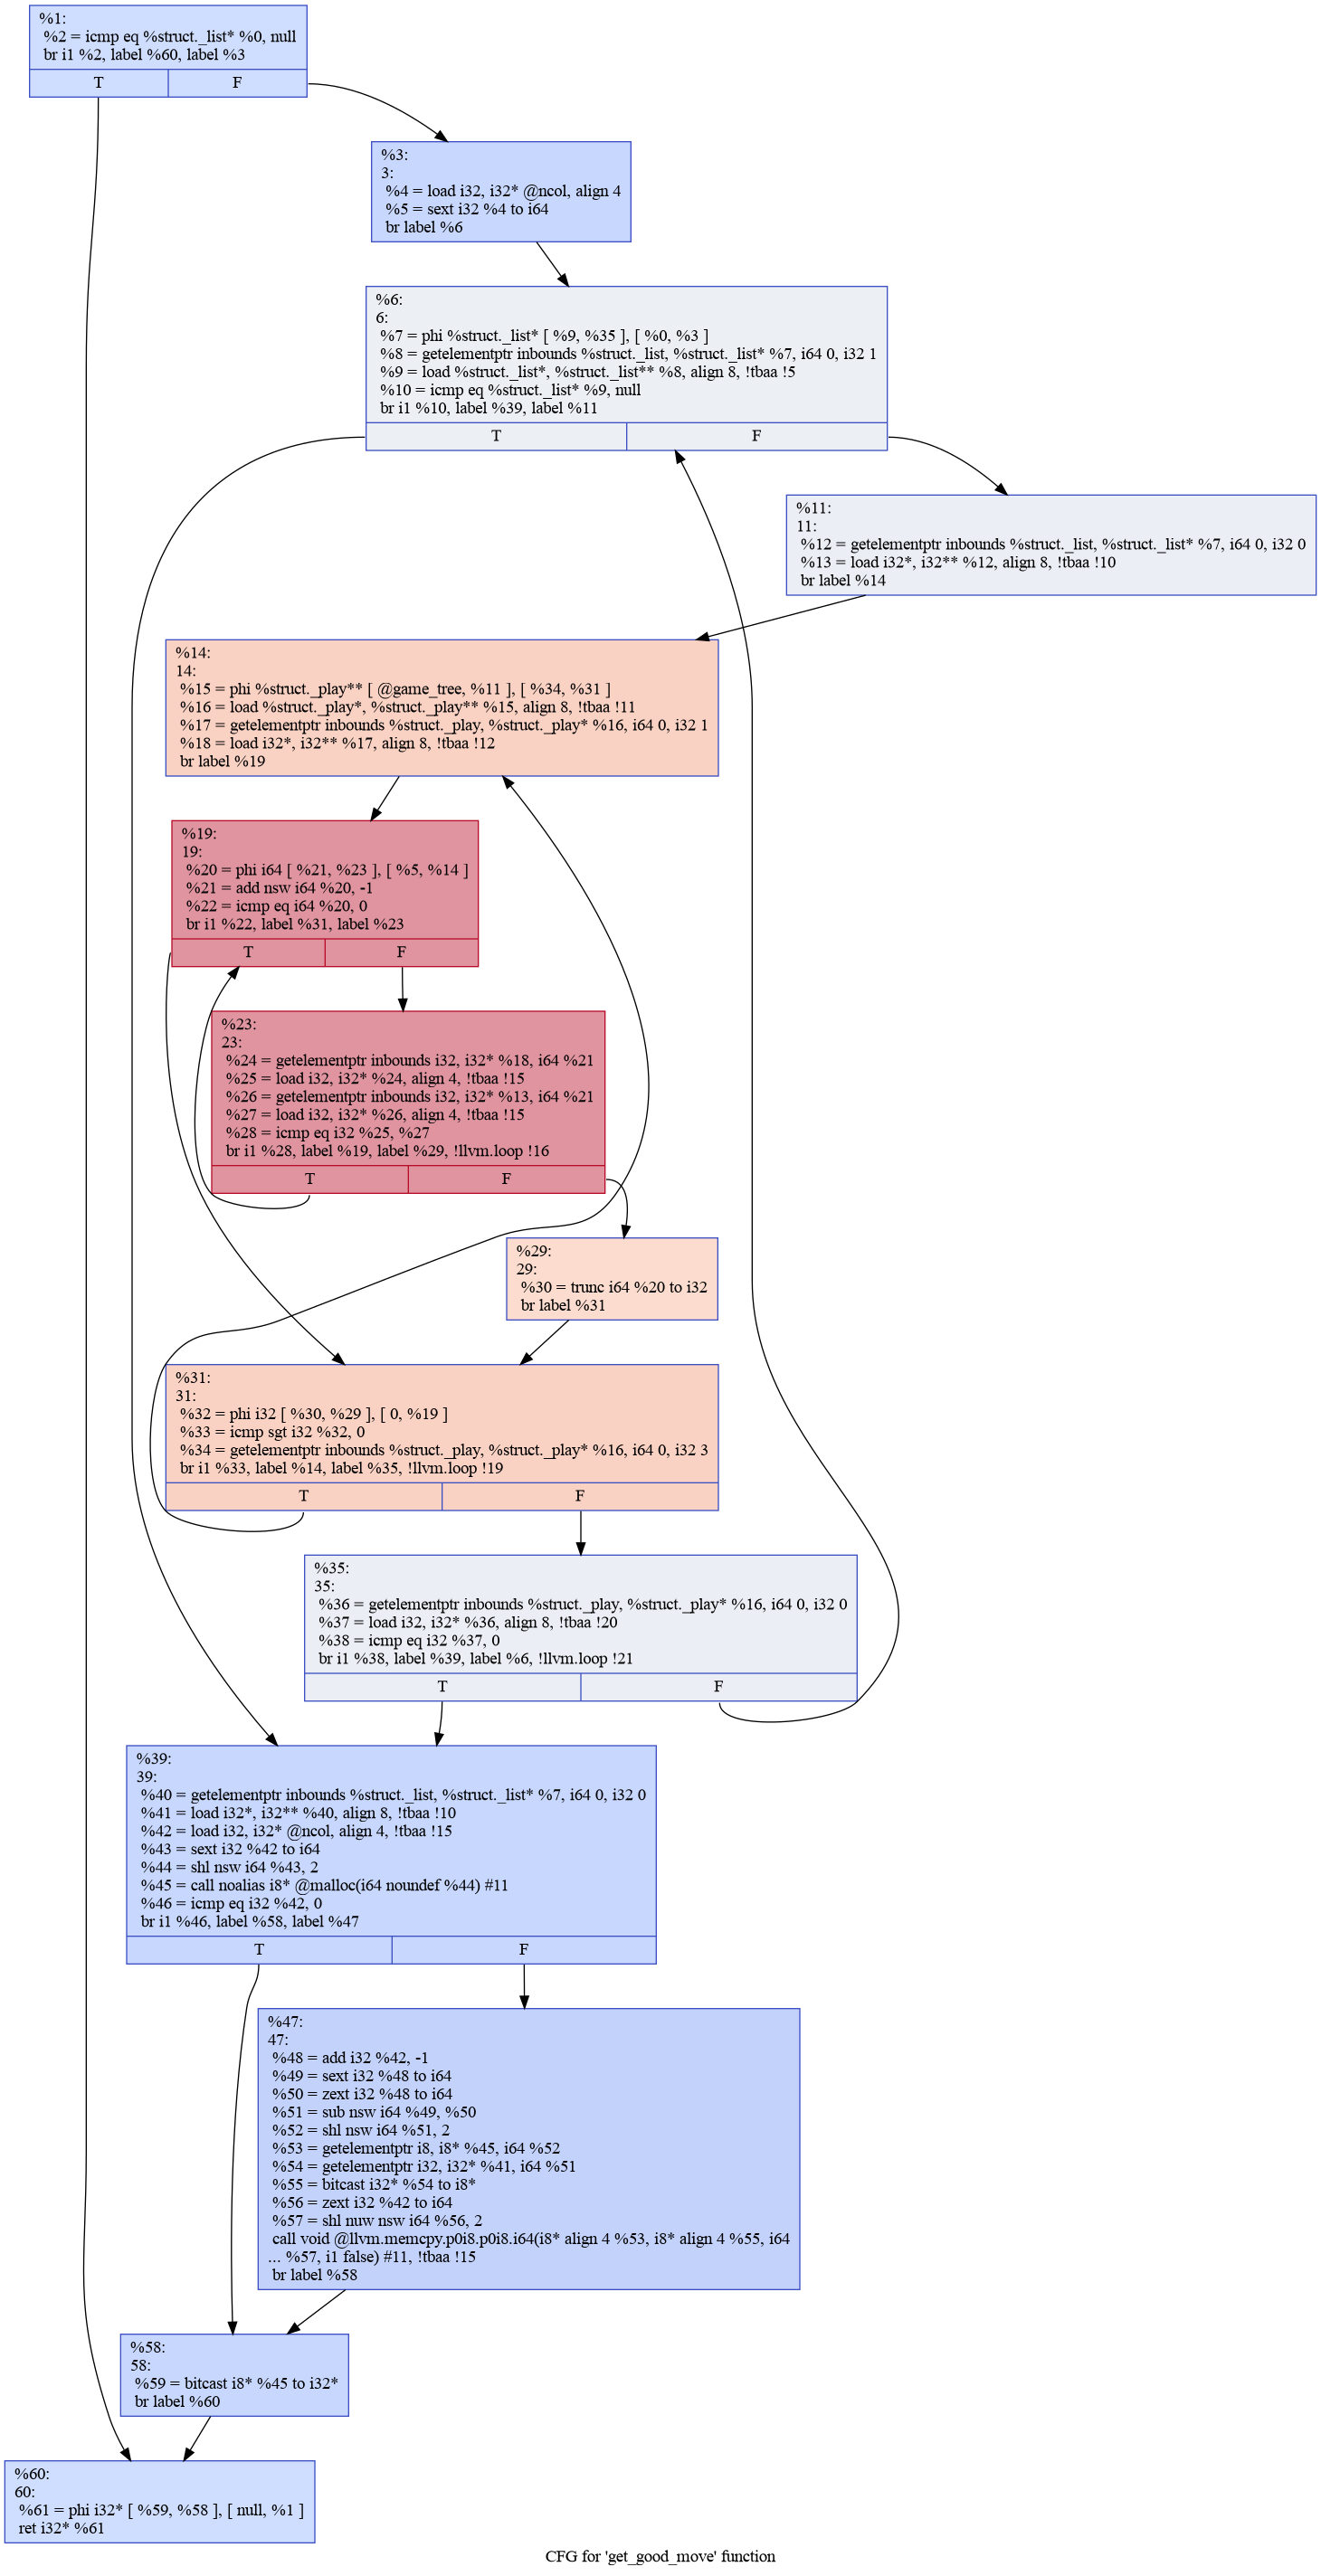 %1:
%2 = icmp eq %struct._list* %0, null
br i1 %2, label %60, label %3
T F
%3:
3:
%4 = load i32, i32* @ncol, align 4
%5 = sext i32 %4 to i64
br label %6
%6:
6:
%7 = phi %struct._list* [ %9, %35 ], [ %0, %3 ]
%8 = getelementptr inbounds %struct._list, %struct._list* %7, i64 0, i32 1
%9 = load %struct._list*, %struct._list** %8, align 8, !tbaa !5
%10 = icmp eq %struct._list* %9, null
br i1 %10, label %39, label %11
T F
%11:
11:
%12 = getelementptr inbounds %struct._list, %struct._list* %7, i64 0, i32 0
%13 = load i32*, i32** %12, align 8, !tbaa !10
br label %14
%14:
14:
%15 = phi %struct._play** [ @game_tree, %11 ], [ %34, %31 ]
%16 = load %struct._play*, %struct._play** %15, align 8, !tbaa !11
%17 = getelementptr inbounds %struct._play, %struct._play* %16, i64 0, i32 1
%18 = load i32*, i32** %17, align 8, !tbaa !12
br label %19
%19:
19:
%20 = phi i64 [ %21, %23 ], [ %5, %14 ]
%21 = add nsw i64 %20, -1
%22 = icmp eq i64 %20, 0
br i1 %22, label %31, label %23
T F
%23:
23:
%24 = getelementptr inbounds i32, i32* %18, i64 %21
%25 = load i32, i32* %24, align 4, !tbaa !15
%26 = getelementptr inbounds i32, i32* %13, i64 %21
%27 = load i32, i32* %26, align 4, !tbaa !15
%28 = icmp eq i32 %25, %27
br i1 %28, label %19, label %29, !llvm.loop !16
T F
%29:
29:
%30 = trunc i64 %20 to i32
br label %31
%31:
31:
%32 = phi i32 [ %30, %29 ], [ 0, %19 ]
%33 = icmp sgt i32 %32, 0
%34 = getelementptr inbounds %struct._play, %struct._play* %16, i64 0, i32 3
br i1 %33, label %14, label %35, !llvm.loop !19
T F
%35:
35:
%36 = getelementptr inbounds %struct._play, %struct._play* %16, i64 0, i32 0
%37 = load i32, i32* %36, align 8, !tbaa !20
%38 = icmp eq i32 %37, 0
br i1 %38, label %39, label %6, !llvm.loop !21
T F
%39:
39:
%40 = getelementptr inbounds %struct._list, %struct._list* %7, i64 0, i32 0
%41 = load i32*, i32** %40, align 8, !tbaa !10
%42 = load i32, i32* @ncol, align 4, !tbaa !15
%43 = sext i32 %42 to i64
%44 = shl nsw i64 %43, 2
%45 = call noalias i8* @malloc(i64 noundef %44) #11
%46 = icmp eq i32 %42, 0
br i1 %46, label %58, label %47
T F
%47:
47:
%48 = add i32 %42, -1
%49 = sext i32 %48 to i64
%50 = zext i32 %48 to i64
%51 = sub nsw i64 %49, %50
%52 = shl nsw i64 %51, 2
%53 = getelementptr i8, i8* %45, i64 %52
%54 = getelementptr i32, i32* %41, i64 %51
%55 = bitcast i32* %54 to i8*
%56 = zext i32 %42 to i64
%57 = shl nuw nsw i64 %56, 2
call void @llvm.memcpy.p0i8.p0i8.i64(i8* align 4 %53, i8* align 4 %55, i64
... %57, i1 false) #11, !tbaa !15
br label %58
%58:
58:
%59 = bitcast i8* %45 to i32*
br label %60
%60:
60:
%61 = phi i32* [ %59, %58 ], [ null, %1 ]
ret i32* %61
CFG for 'get_good_move' function